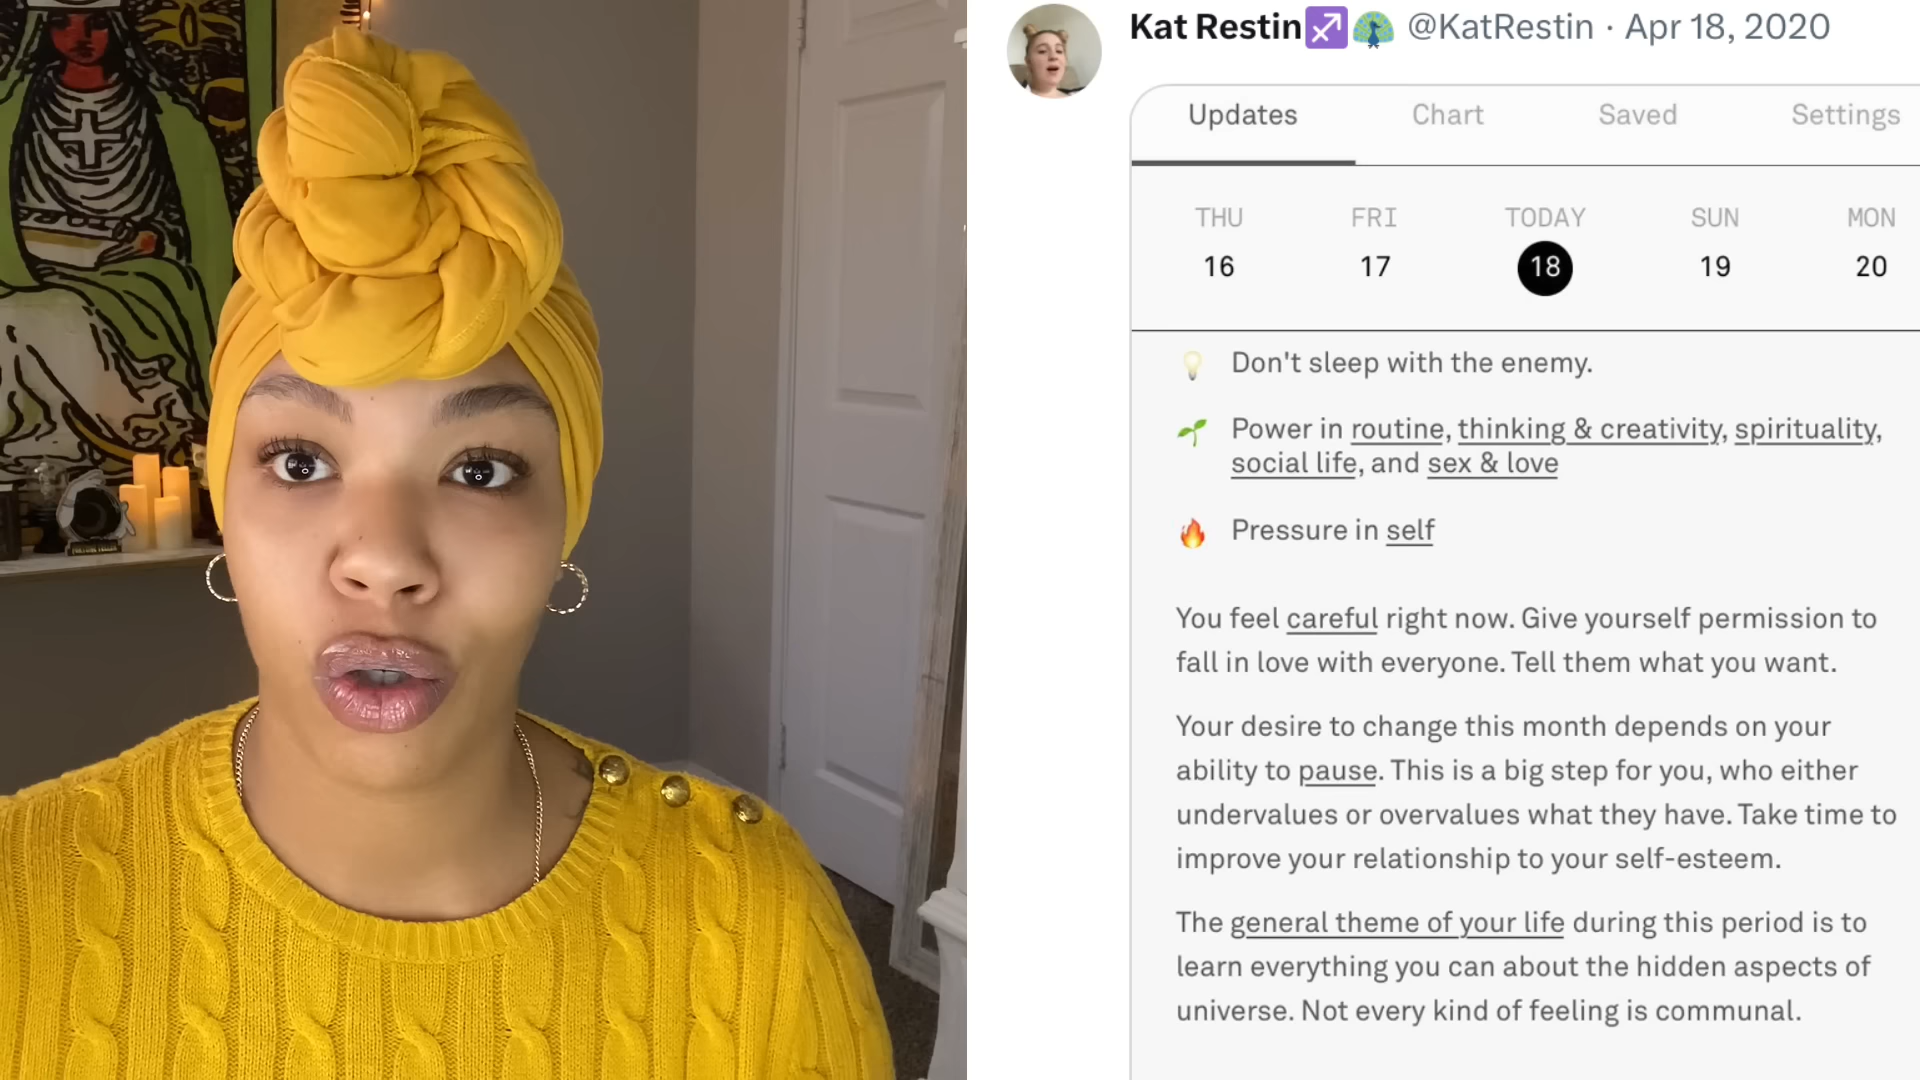 Kat Restin♐🦚 @KatRestin · Apr 18, 2020
Updates Chart Saved Settings
THU FRI TODAY SUN MON
16 17 18 19 20
💡 Don't sleep with the enemy.
🌱 Power in routine, thinking & creativity, spirituality,
social life, and sex & love
🔥 Pressure in self
You feel careful right now. Give yourself permission to
fall in love with everyone. Tell them what you want.
Your desire to change this month depends on your
ability to pause. This is a big step for you, who either
undervalues or overvalues what they have. Take time to
improve your relationship to your self-esteem.
The general theme of your life during this period is to
learn everything you can about the hidden aspects of
universe. Not every kind of feeling is communal.